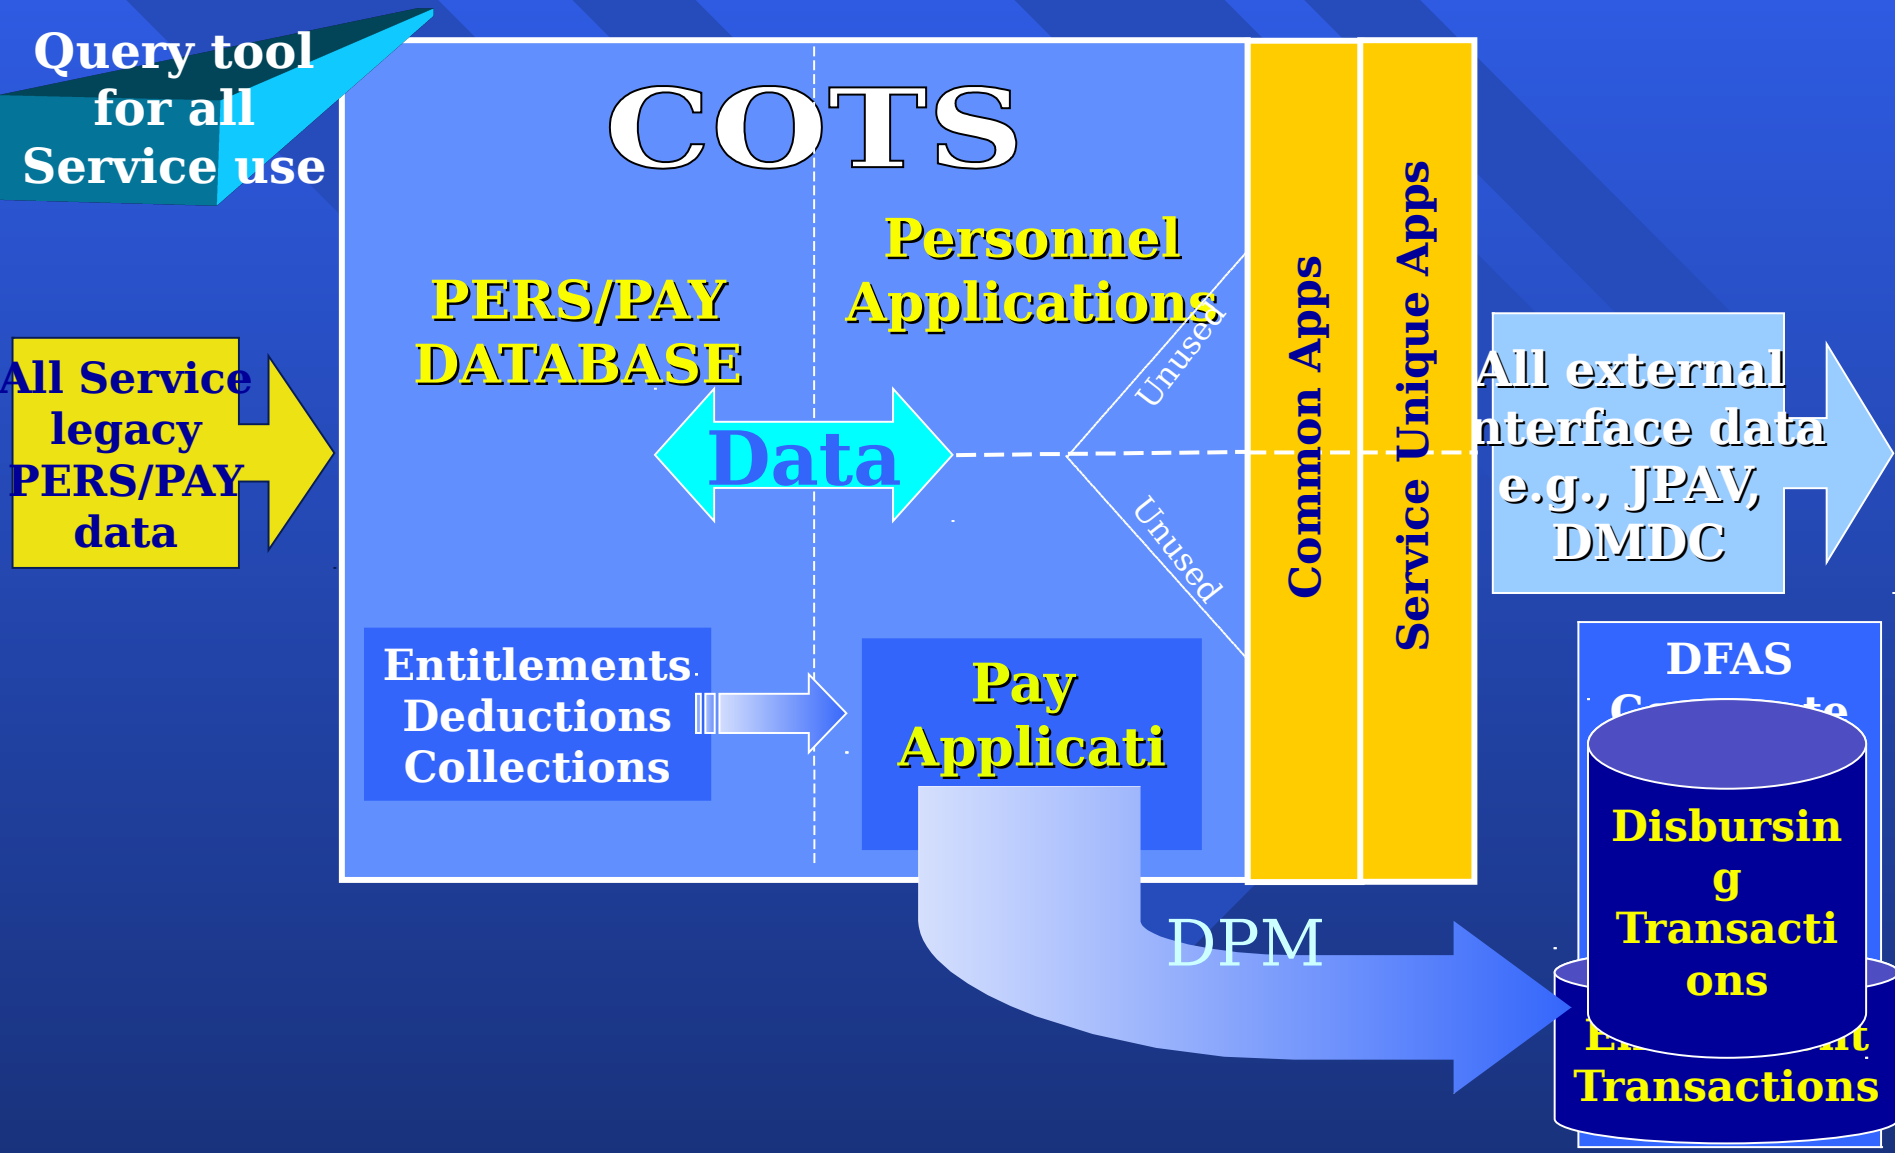 Query tool
for all
Service use
COTS
PERS/PAY
DATABASE
Personnel
Applications
Unused
Unused
Data
Common Apps
Service Unique Apps
All Service
legacy
PERS/PAY
data
All external
nterface data
e.g., JPAV,
DMDC
Entitlements
Deductions
Collections
Pay
Applicati
DPM
DFAS
Disbursin
g
Transacti
ons
Transactions